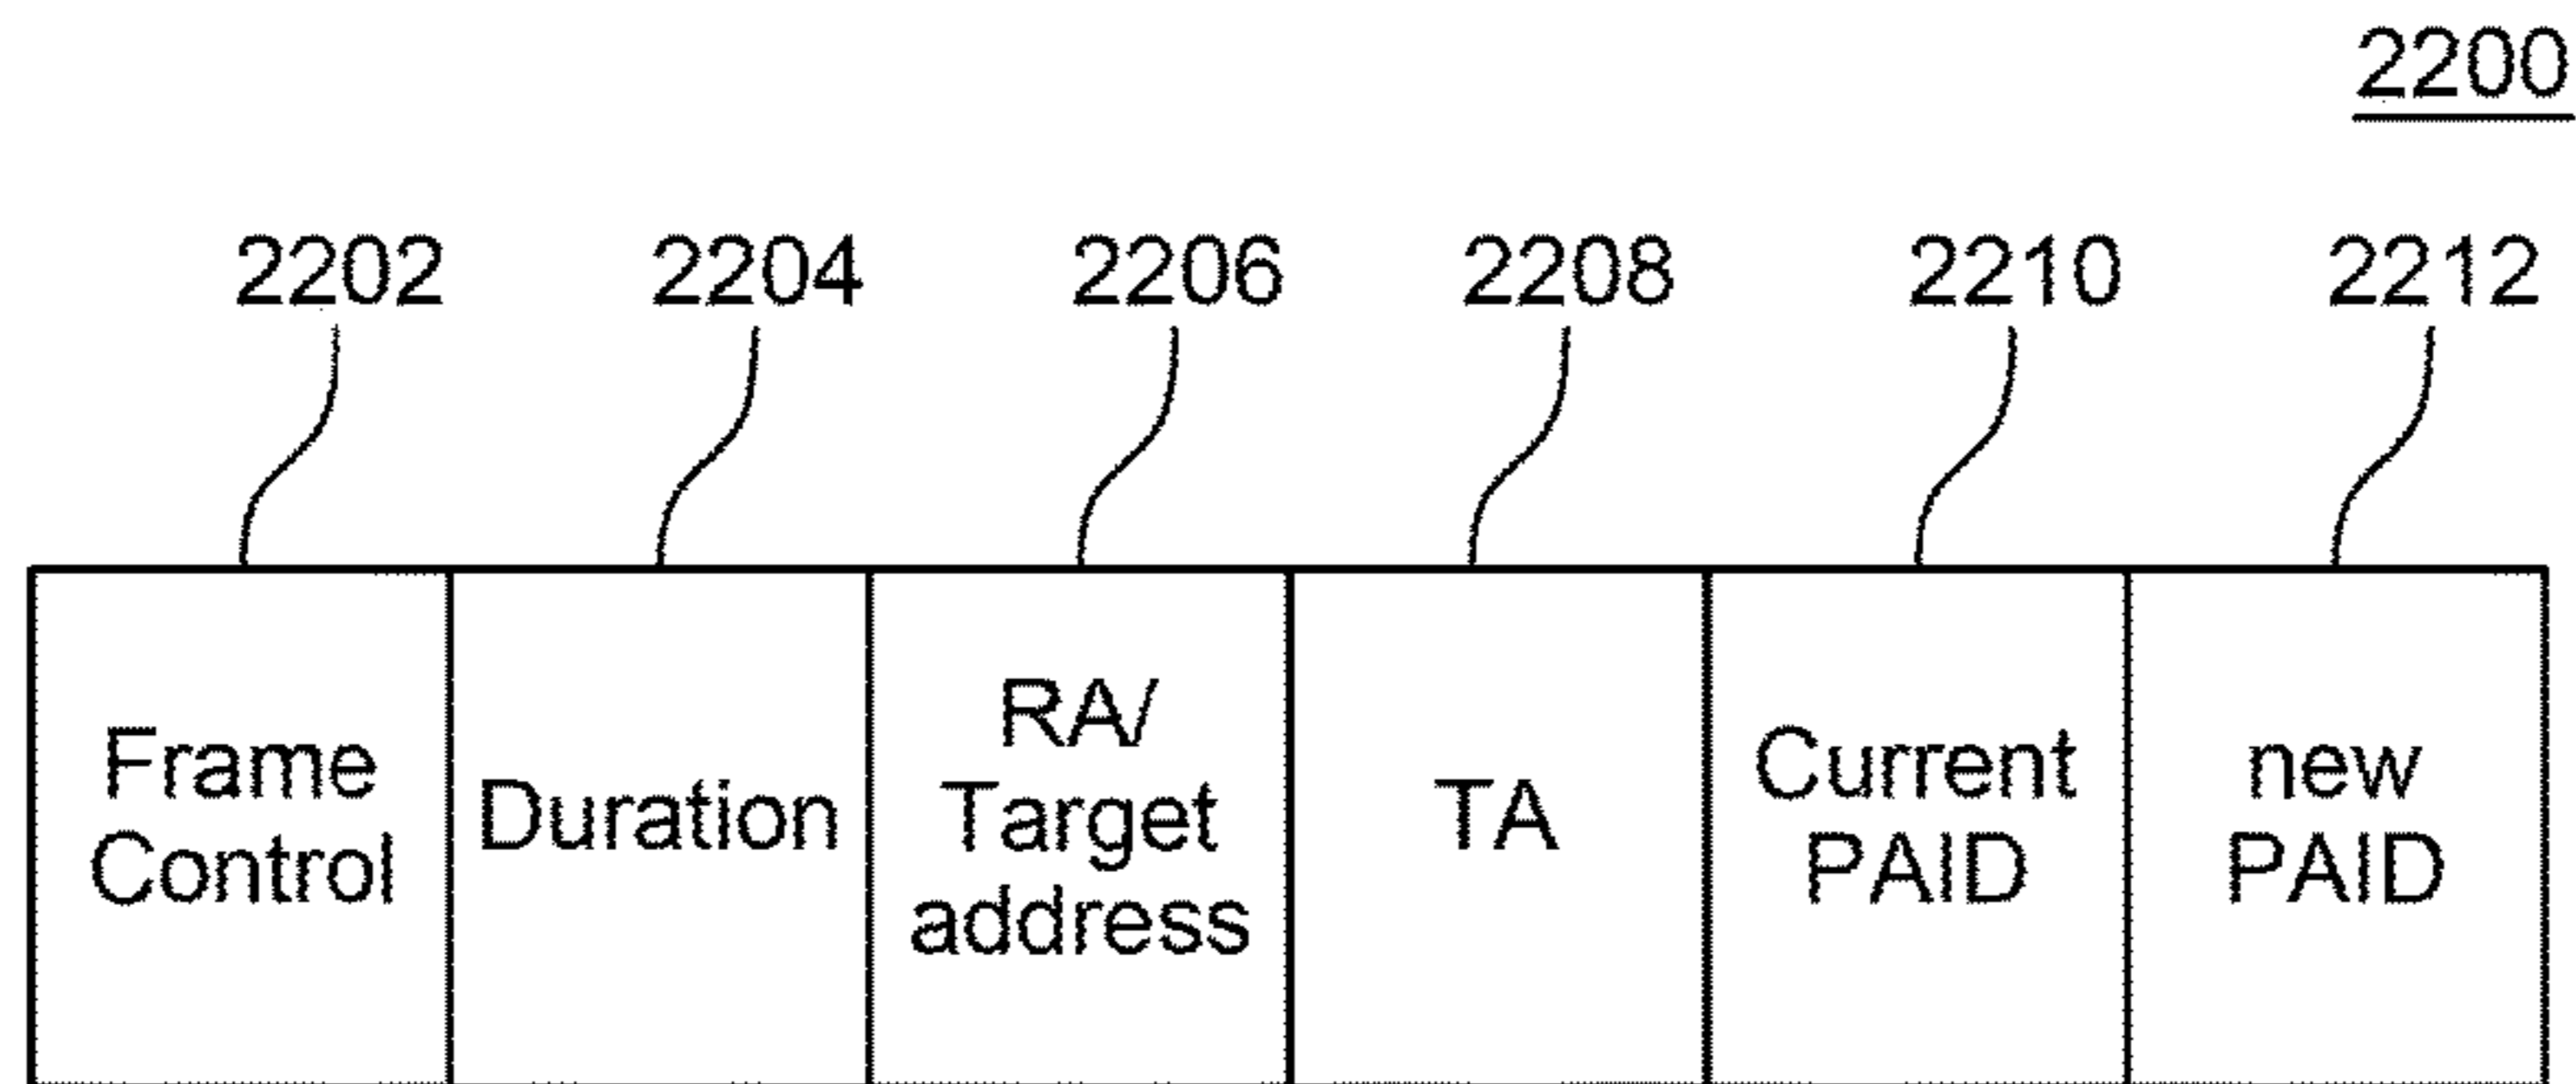 2200
2202 2204 2206 2208 2210 2212
Frame
Control
Duration
RA/
Target
address
TA
Current
PAID
new
PAID